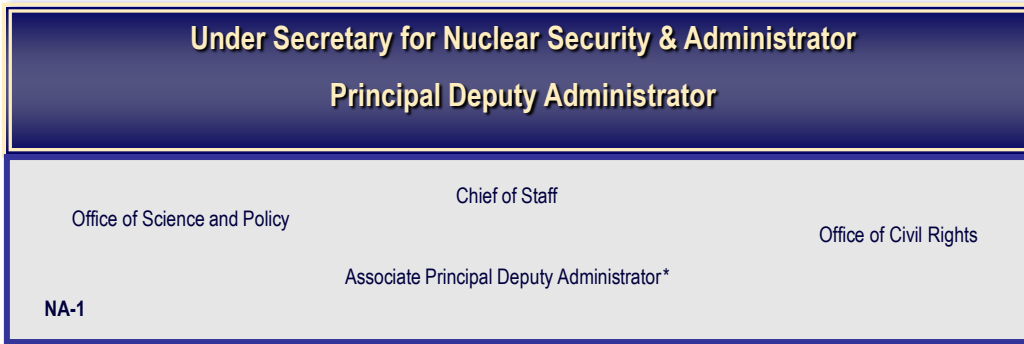 Under Secretary for Nuclear Security & Administrator
Principal Deputy Administrator
Chief of Staff
Office of Science and Policy
Office of Civil Rights
Associate Principal Deputy Administrator*
NA-1